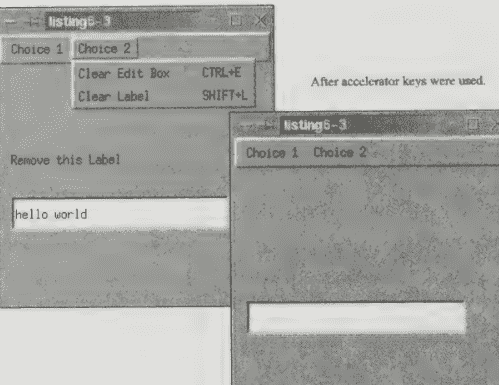 listing6-3
Choice 1 Choice 2
Clear Edit Box CTRL+E
Clear Label SHIFT+L
After accelerator keys were used.
Remove this Label
hello world
listing6-3
Choice 1 Choice 2